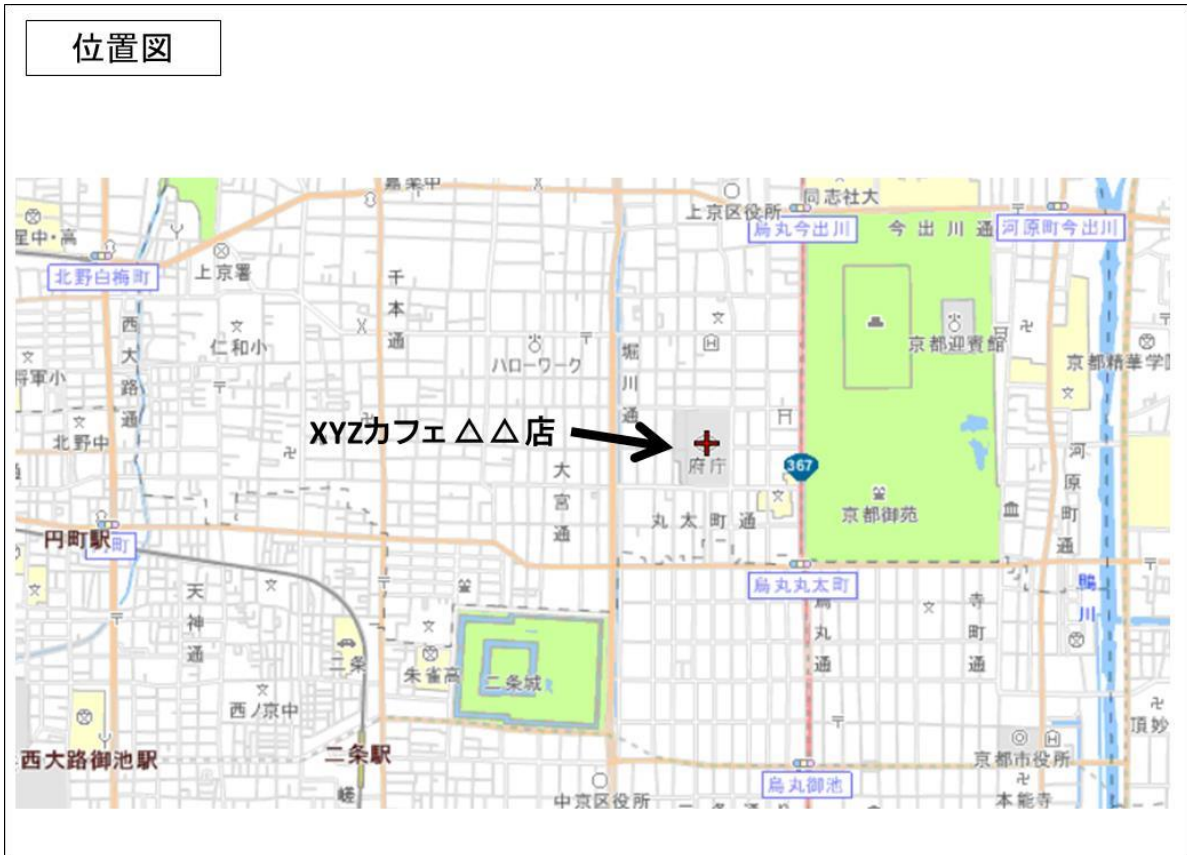 位置図
嘉楽中
同志社大
上京区役所
烏丸今出川
今出川通
河原町今出川
星中・高
北野白梅町
上京署
千本通
西大路通
仁和小
ハローワーク
堀川通
京都迎賓館
京都精華学
将軍小
北野中
XYZカフェ△△店
府庁
367
大宮通
丸太町通
京都御苑
河原町通
円町駅
天神通
烏丸丸太町
烏丸通
寺町通
鴨川
二条
朱雀高
二条城
西ノ京中
頂妙
西大路御池駅
二条駅
京都市役所
烏丸御池
嵯
中京区役所
本能寺